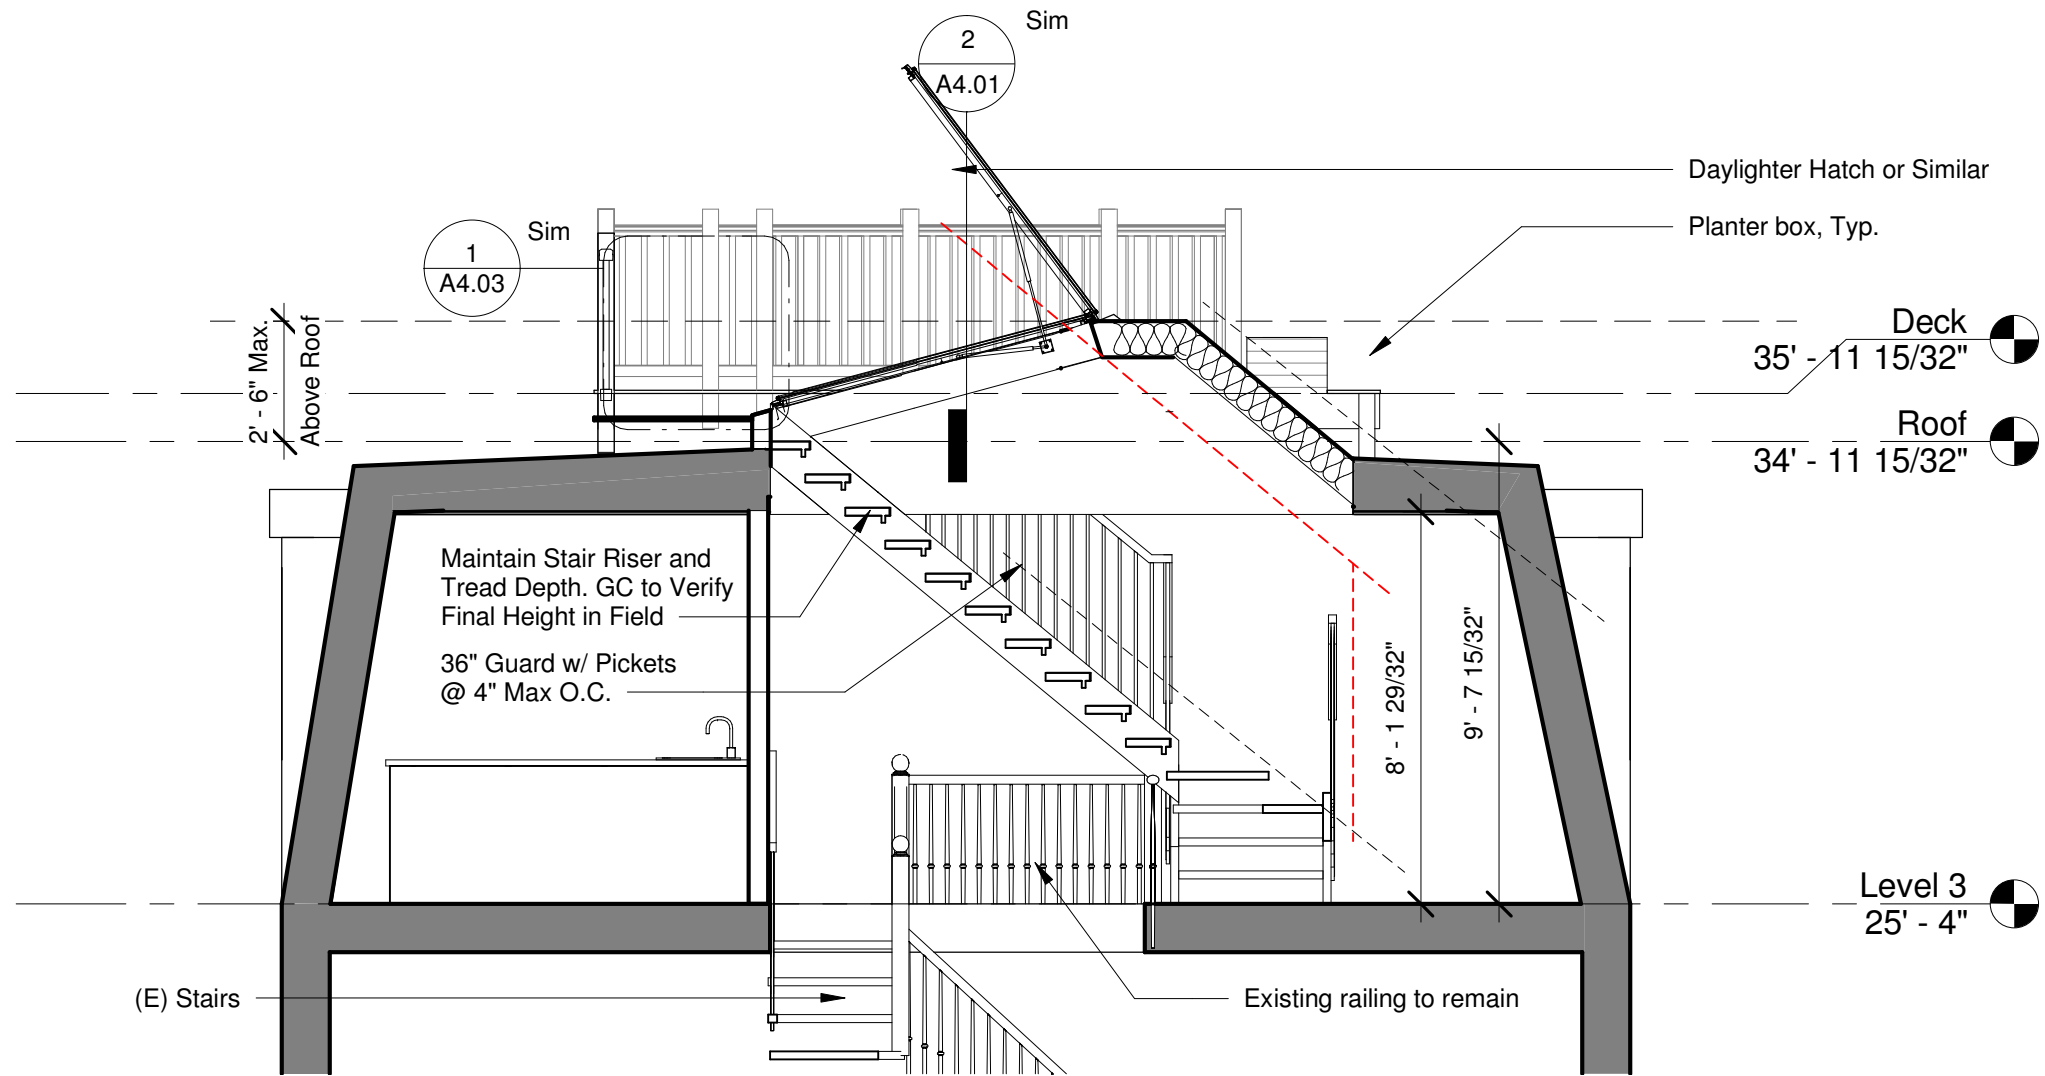 2
A4.01
Sim
1
A4.03
Sim
Daylighter Hatch or Similar
Planter box, Typ.
2' - 6" Max.
Above Roof
Deck
35' - 11 15/32"
Roof
34' - 11 15/32"
Maintain Stair Riser and
Tread Depth. GC to Verify
Final Height in Field
36" Guard w/ Pickets
@ 4" Max O.C.
8' - 1 29/32"
9' - 7 15/32"
Level 3
25' - 4"
(E) Stairs
Existing railing to remain